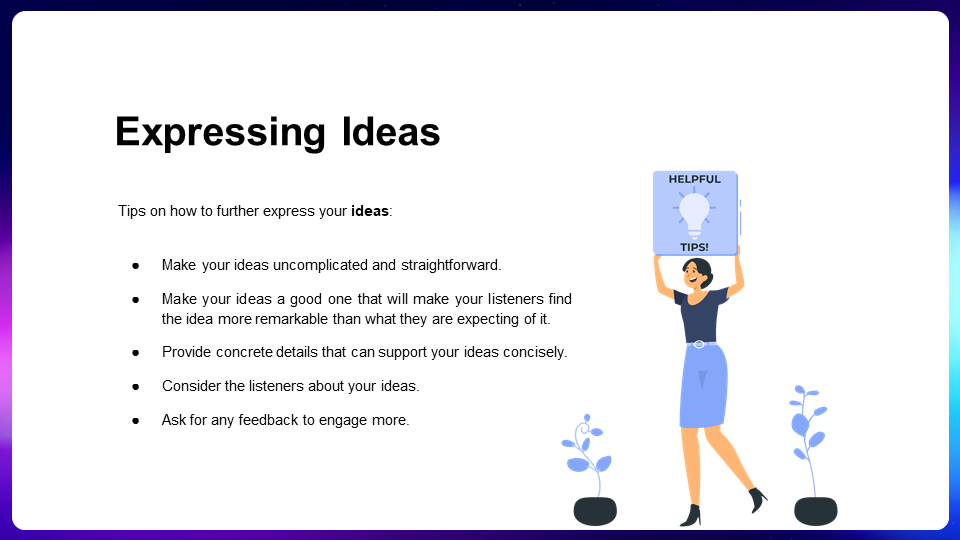 Expressing Ideas
Tips on how to further express your ideas:
● Make your ideas uncomplicated and straightforward.
● Make your ideas a good one that will make your listeners find
the idea more remarkable than what they are expecting of it.
● Provide concrete details that can support your ideas concisely.
● Consider the listeners about your ideas.
● Ask for any feedback to engage more.
HELPFUL
TIPS!